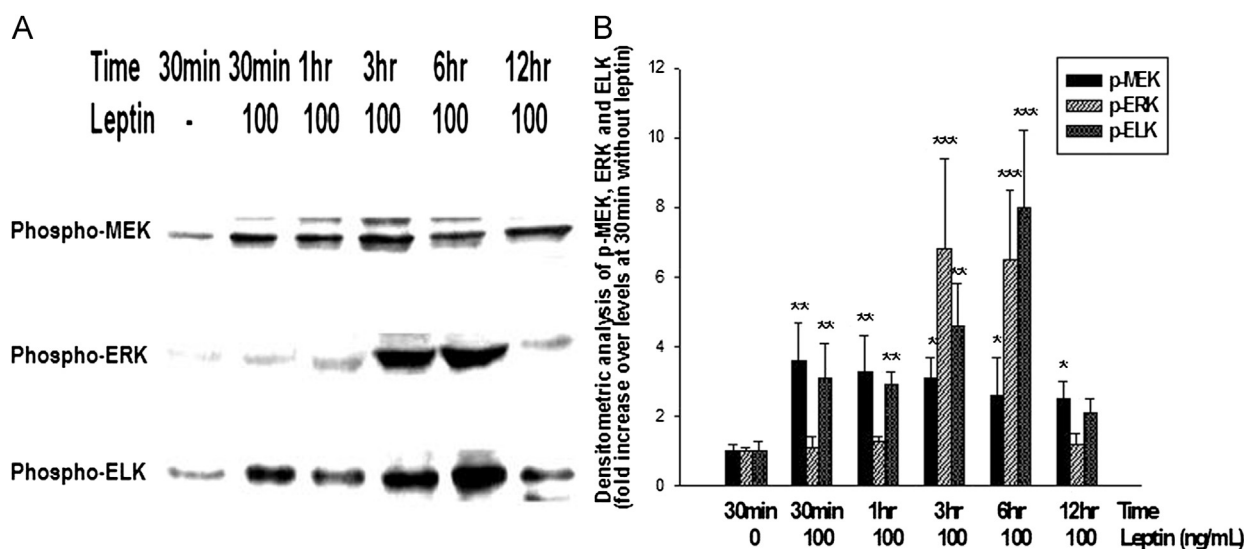 A
Time 30min 30min 1hr 3hr 6hr 12hr
Leptin - 100 100 100 100 100
Phospho-MEK
Phospho-ERK
Phospho-ELK
B
Densitometric analysis of p-MEK, ERK and ELK
(fold increase over levels at 30min without leptin)
12
10
8
6
4
2
0
p-MEK
p-ERK
p-ELK
** ** ** ** * *** ** * *** *** *
30min 30min 1hr 3hr 6hr 12hr Time
0 100 100 100 100 100 Leptin (ng/mL)